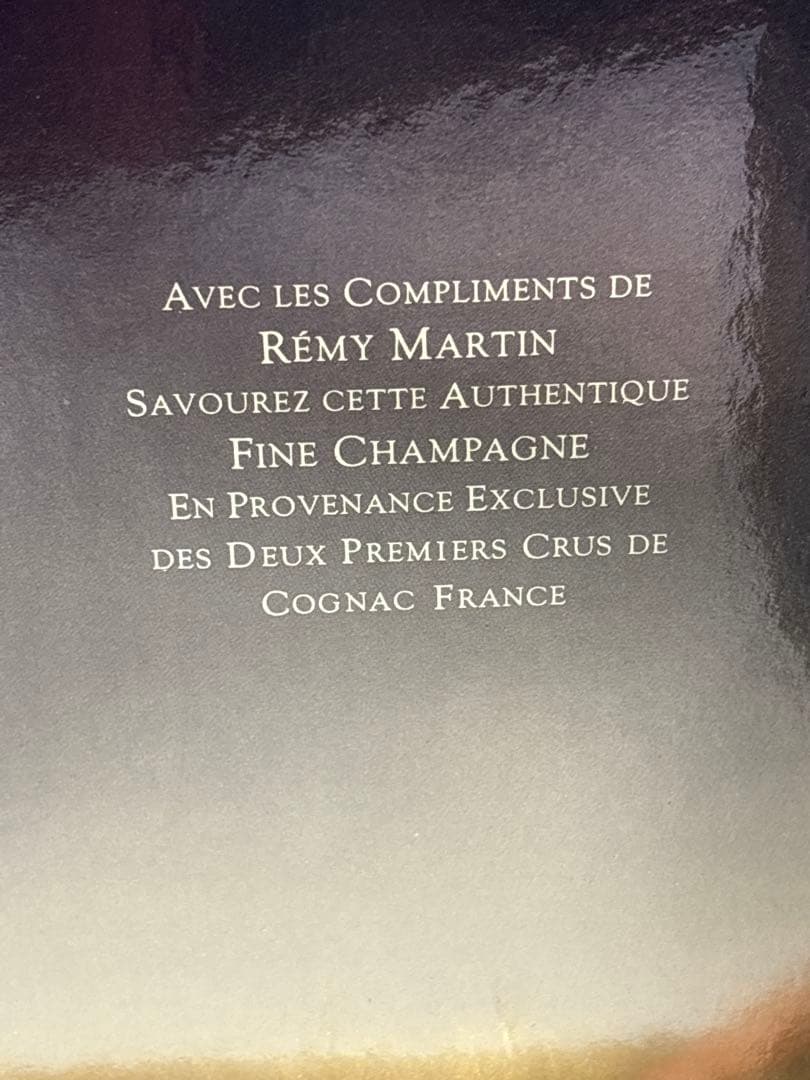 Avec les Compliments de
Rémy Martin
Savourez cette Authentique
Fine Champagne
En Provenance Exclusive
des Deux Premiers Crus de
Cognac France